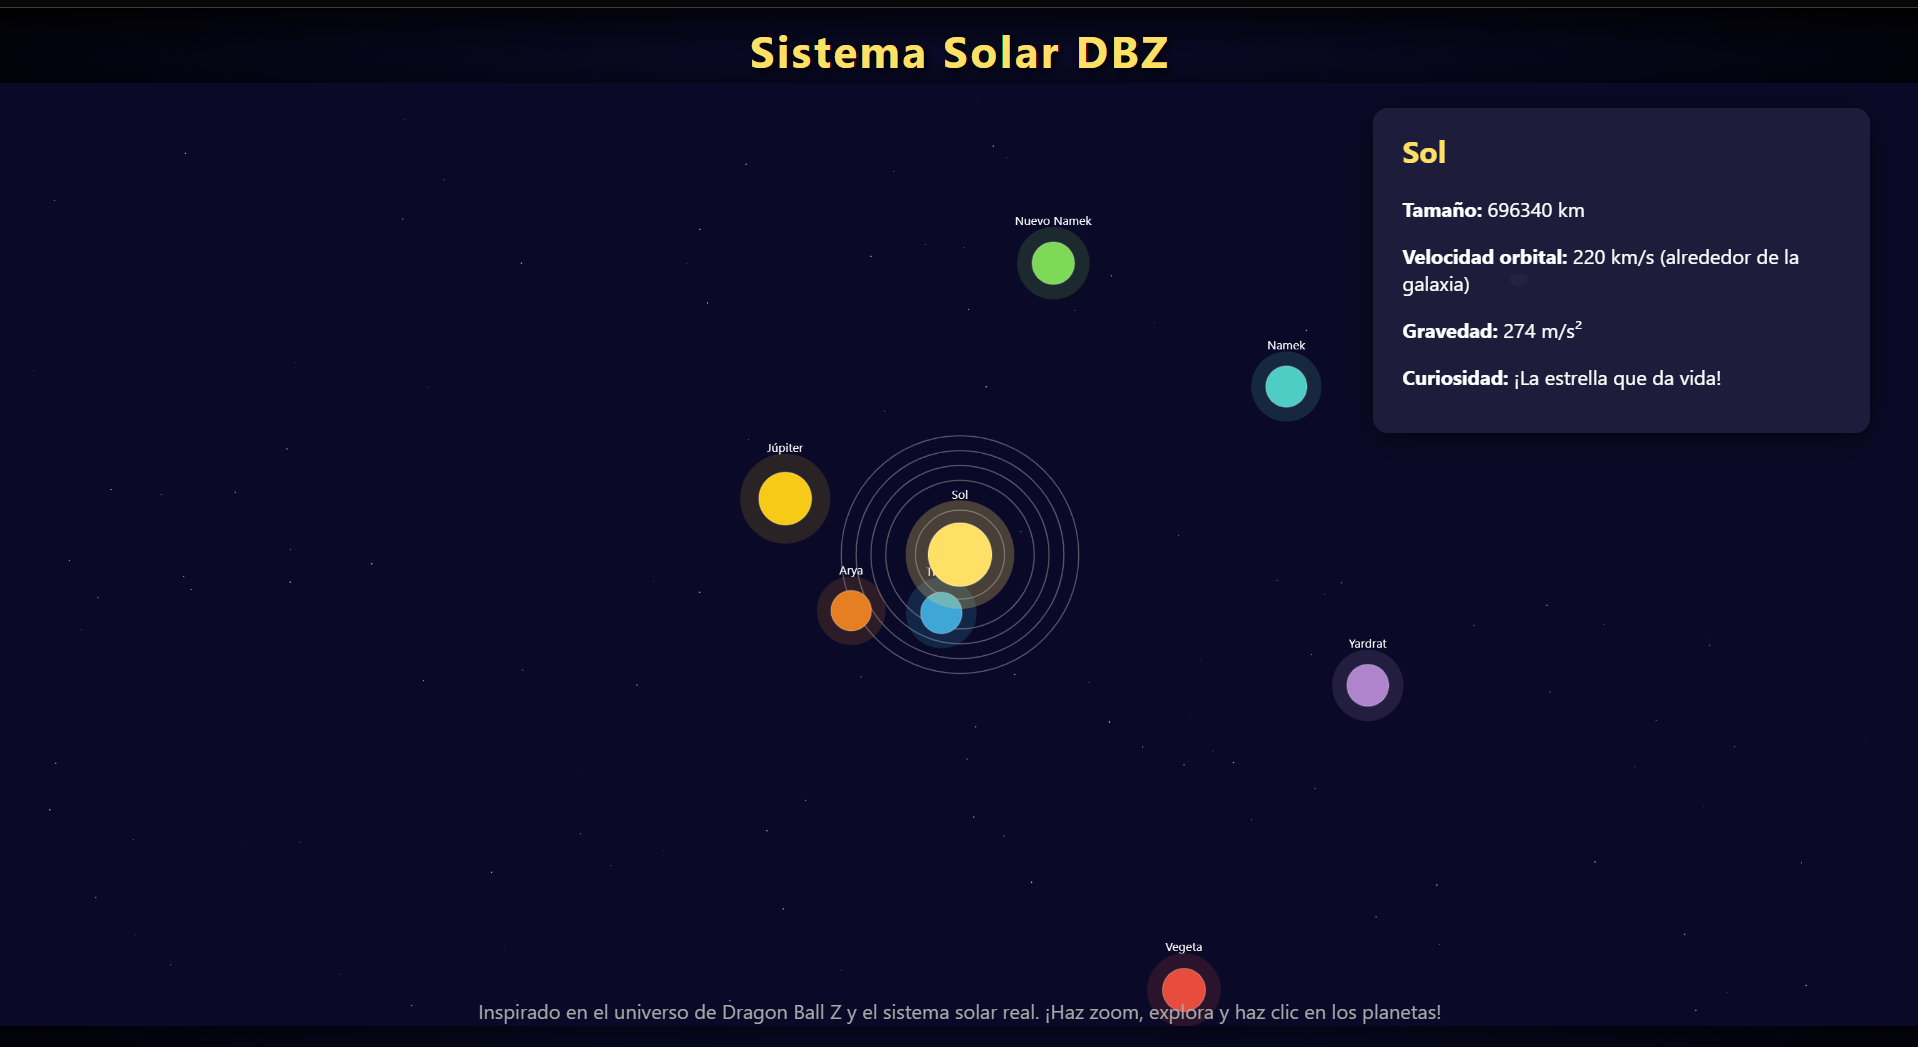 Sistema Solar DBZ
Sol
Tamaño: 696340 km
Velocidad orbital: 220 km/s (alrededor de la
galaxia)
Gravedad: 274 m/s²
Curiosidad: ¡La estrella que da vida!
Nuevo Namek
Namek
Júpiter
Sol
Arya
Yardrat
Vegeta
Inspirado en el universo de Dragon Ball Z y el sistema solar real. ¡Haz zoom, explora y haz clic en los planetas!